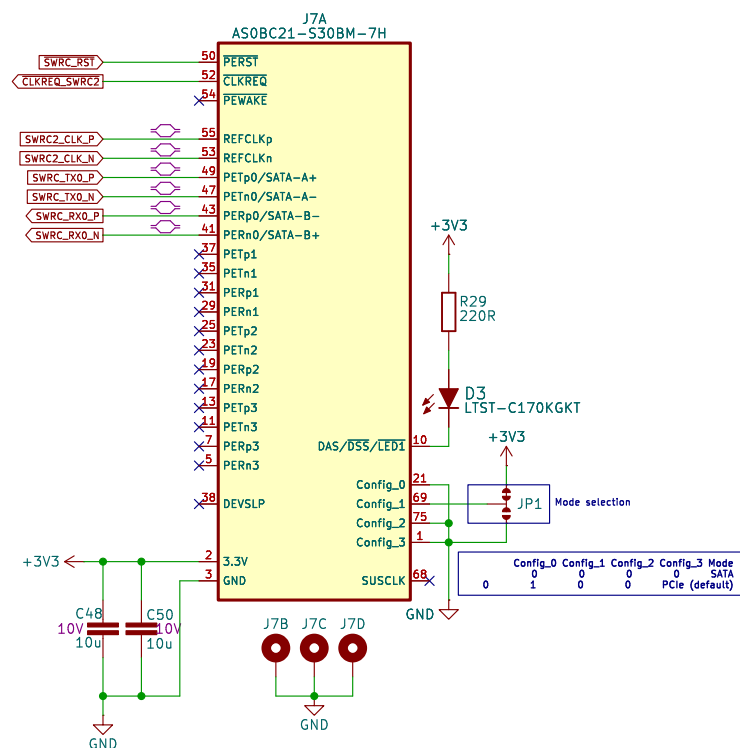 J7A
AS0BC21-S30BM-7H
SWRC_RST 50 PERST
CLKREQ_SWRC2 52 CLKREQ
54 PEWAKE
SWRC2_CLK_P 55 REFCLKp
SWRC2_CLK_N 53 REFCLKn
SWRC_TX0_P 49 PETp0/SATA-A+
SWRC_TX0_N 47 PETn0/SATA-A-
SWRC_RX0_P 43 PERp0/SATA-B-
SWRC_RX0_N 41 PERn0/SATA-B+
37 PETp1
35 PETn1
31 PERp1
29 PERn1
25 PETp2
23 PETn2
19 PERp2
17 PERn2
13 PETp3
11 PETn3
7 PERp3
5 PERn3
38 DEVSLP
+3V3 2 3.3V
3 GND
+3V3
R29
220R
D3
LTST-C170KGKT
DAS/DSS/LED1 10
+3V3
Config_0 21
Config_1 69
Config_2 75
Config_3 1
SUSCLK 68
JP1
Mode selection
Config_0 Config_1 Config_2 Config_3 Mode
0 0 0 0 SATA
0 1 0 0 PCIe (default)
GND
C48
10V
10u
C50
10V
10u
GND
J7B J7C J7D
GND